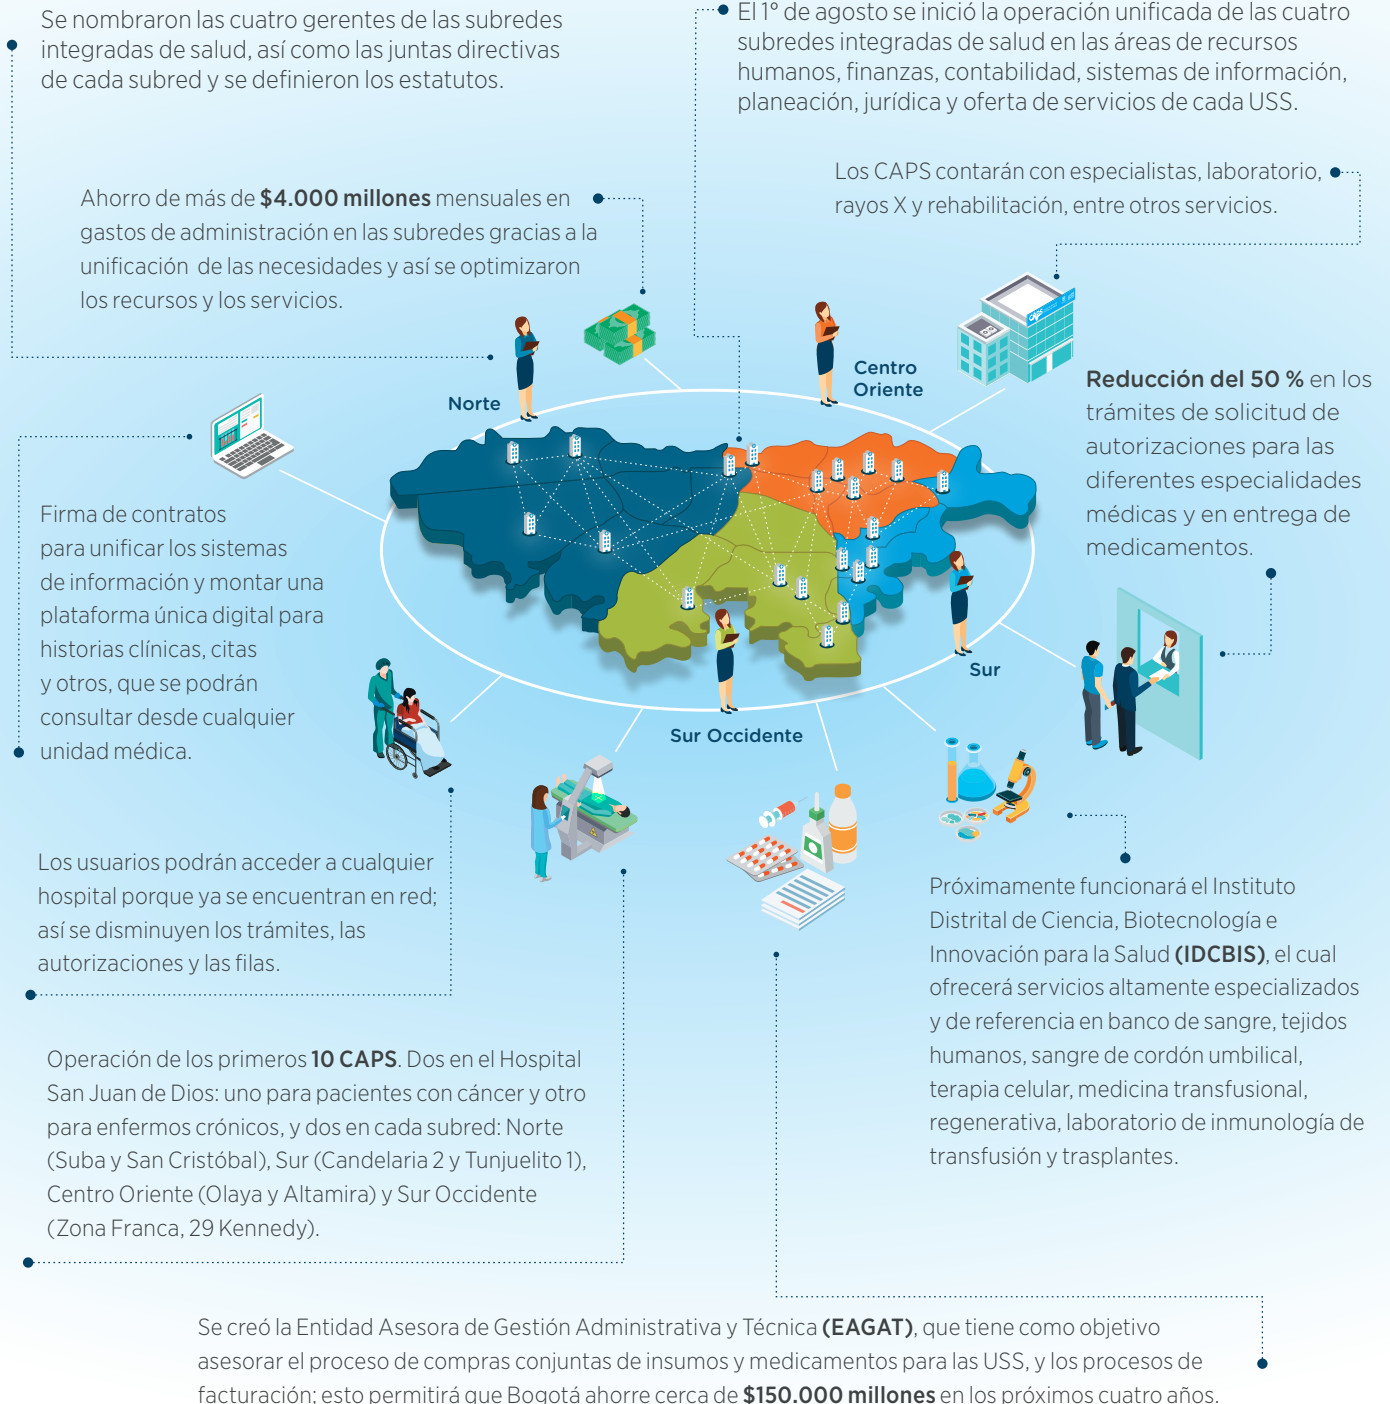 Se nombraron las cuatro gerentes de las subredes
integradas de salud, así como las juntas directivas
de cada subred y se definieron los estatutos.
El 1° de agosto se inició la operación unificada de las cuatro
subredes integradas de salud en las áreas de recursos
humanos, finanzas, contabilidad, sistemas de información,
planeación, jurídica y oferta de servicios de cada USS.
Los CAPS contarán con especialistas, laboratorio,
rayos X y rehabilitación, entre otros servicios.
Ahorro de más de $4.000 millones mensuales en
gastos de administración en las subredes gracias a la
unificación de las necesidades y así se optimizaron
los recursos y los servicios.
CAPS
Centro
Oriente
Norte
Reducción del 50 % en los
trámites de solicitud de
autorizaciones para las
diferentes especialidades
médicas y en entrega de
medicamentos.
Firma de contratos
para unificar los sistemas
de información y montar una
plataforma única digital para
historias clínicas, citas
y otros, que se podrán
consultar desde cualquier
unidad médica.
Sur
Sur Occidente
Los usuarios podrán acceder a cualquier
hospital porque ya se encuentran en red;
así se disminuyen los trámites, las
autorizaciones y las filas.
Próximamente funcionará el Instituto
Distrital de Ciencia, Biotecnología e
Innovación para la Salud (IDCBIS), el cual
ofrecerá servicios altamente especializados
y de referencia en banco de sangre, tejidos
humanos, sangre de cordón umbilical,
terapia celular, medicina transfusional,
regenerativa, laboratorio de inmunología de
transfusión y trasplantes.
Operación de los primeros 10 CAPS. Dos en el Hospital
San Juan de Dios: uno para pacientes con cáncer y otro
para enfermos crónicos, y dos en cada subred: Norte
(Suba y San Cristóbal), Sur (Candelaria 2 y Tunjuelito 1),
Centro Oriente (Olaya y Altamira) y Sur Occidente
(Zona Franca, 29 Kennedy).
Se creó la Entidad Asesora de Gestión Administrativa y Técnica (EAGAT), que tiene como objetivo
asesorar el proceso de compras conjuntas de insumos y medicamentos para las USS, y los procesos de
facturación; esto permitirá que Bogotá ahorre cerca de $150.000 millones en los próximos cuatro años.